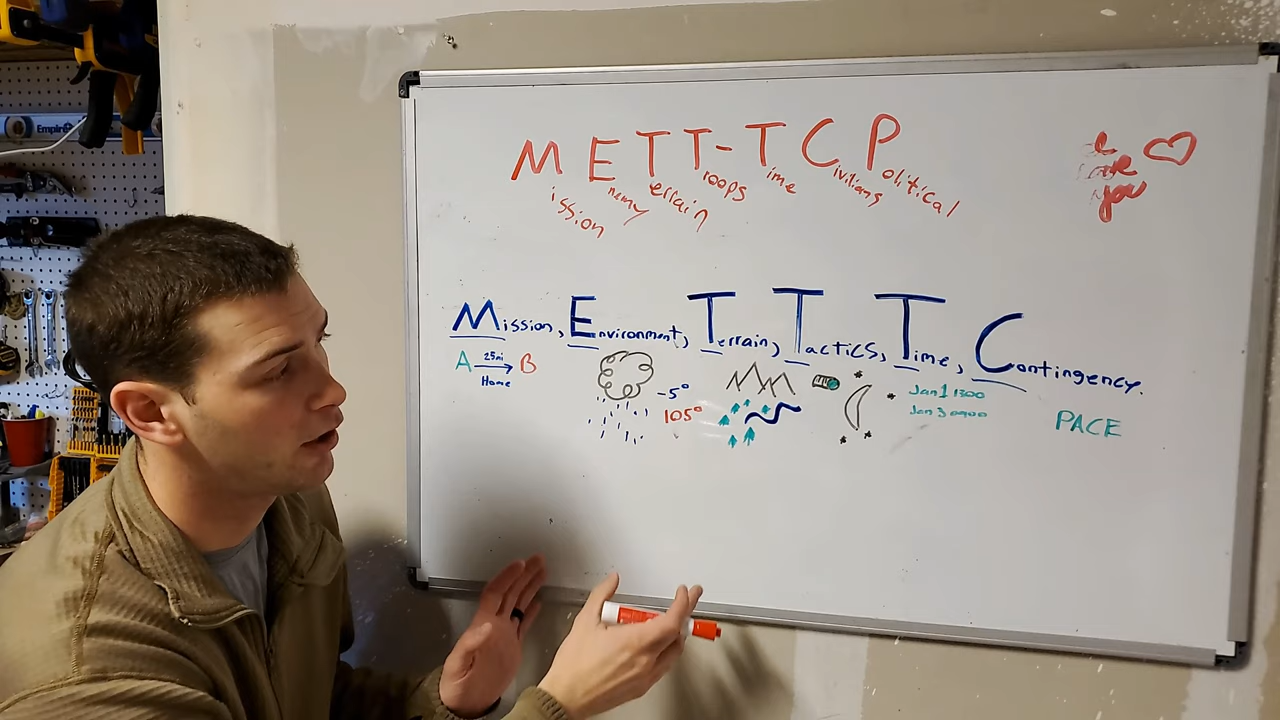 Empire
METT-TCP
ission nemy errain roops ime ivilians olitical
I ♡
Love
you
Mission, Environment, Terrain, Tactics, Time, Contingency.
A 25mi → B
Home
-5°
105°
Jan 1 1300
Jan 3 0900
PACE